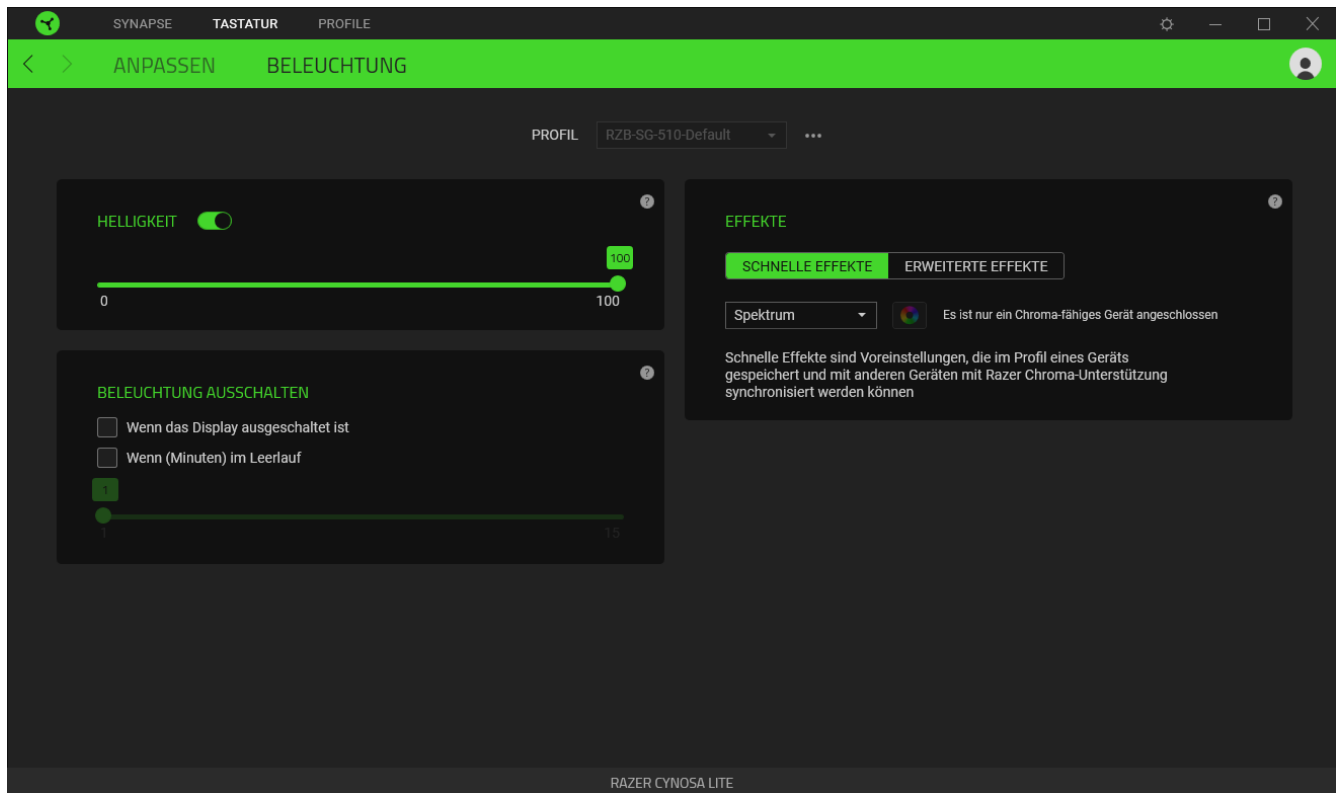 SYNAPSE TASTATUR PROFILE
ANPASSEN BELEUCHTUNG
PROFIL RZB-SG-510-Default
HELLIGKEIT
100
0 100
BELEUCHTUNG AUSSCHALTEN
Wenn das Display ausgeschaltet ist
Wenn (Minuten) im Leerlauf
1
1 15
EFFEKTE
SCHNELLE EFFEKTE ERWEITERTE EFFEKTE
Spektrum Es ist nur ein Chroma-fähiges Gerät angeschlossen
Schnelle Effekte sind Voreinstellungen, die im Profil eines Geräts
gespeichert und mit anderen Geräten mit Razer Chroma-Unterstützung
synchronisiert werden können
RAZER CYNOSA LITE